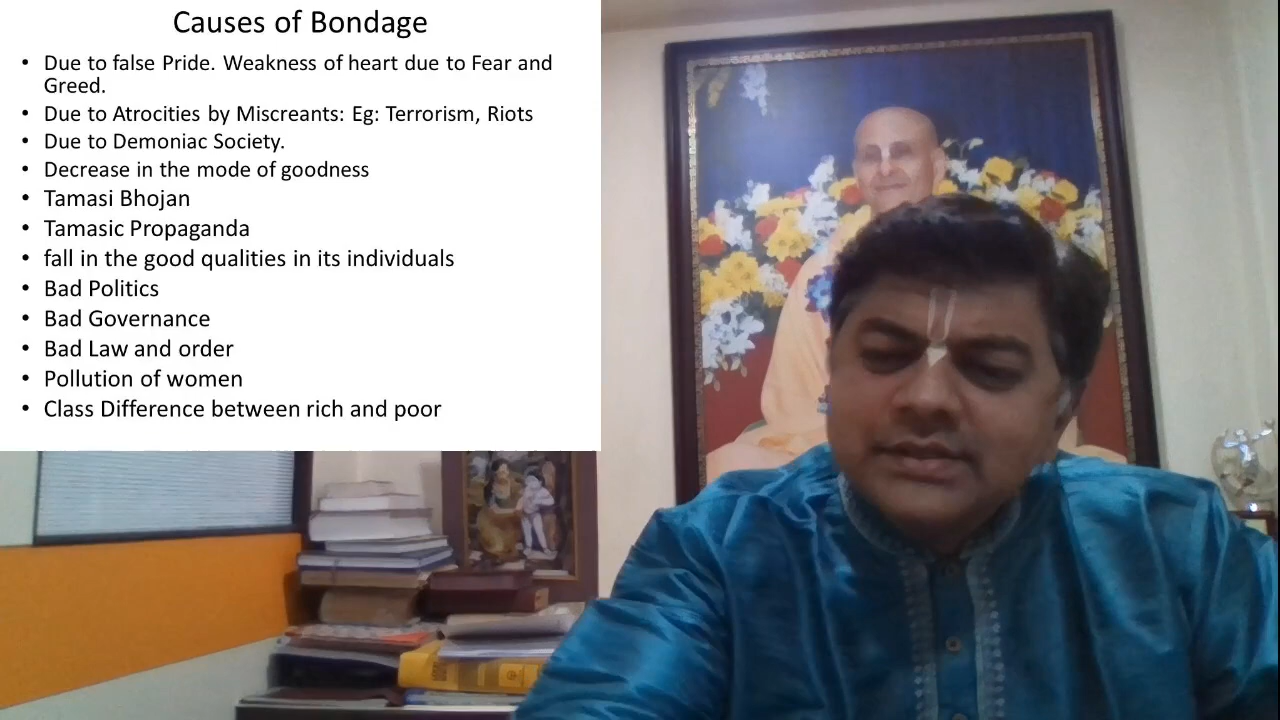 Causes of Bondage
• Due to false Pride. Weakness of heart due to Fear and
Greed.
• Due to Atrocities by Miscreants: Eg: Terrorism, Riots
• Due to Demoniac Society.
• Decrease in the mode of goodness
• Tamasi Bhojan
• Tamasic Propaganda
• fall in the good qualities in its individuals
• Bad Politics
• Bad Governance
• Bad Law and order
• Pollution of women
• Class Difference between rich and poor